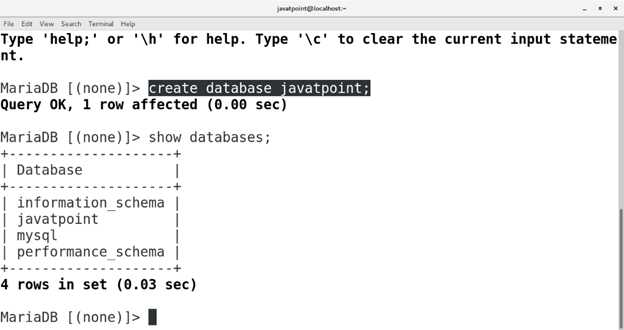 javatpoint@localhost:~
File Edit View Search Terminal Help
Type 'help;' or '\h' for help. Type '\c' to clear the current input stateme
nt.
MariaDB [(none)]> create database javatpoint;
Query OK, 1 row affected (0.00 sec)
MariaDB [(none)]> show databases;
+--------------------+
| Database           |
+--------------------+
| information_schema |
| javatpoint         |
| mysql              |
| performance_schema |
+--------------------+
4 rows in set (0.03 sec)
MariaDB [(none)]>